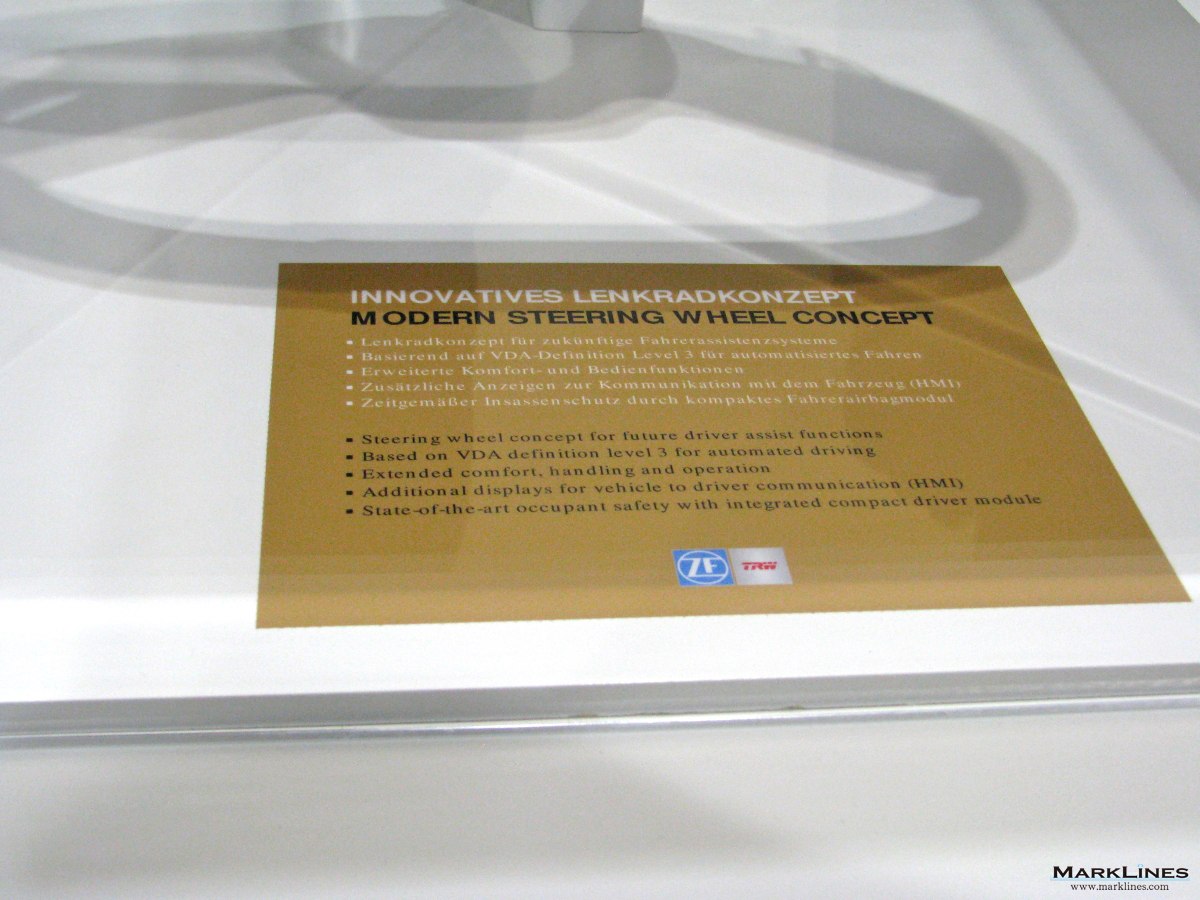 INNOVATIVES LENKRADKONZEPT
MODERN STEERING WHEEL CONCEPT
▪ Lenkradkonzept für zukünftige Fahrerassistenzsysteme
▪ Basierend auf VDA-Definition Level 3 für automatisiertes Fahren
▪ Erweiterte Komfort- und Bedienfunktionen
▪ Zusätzliche Anzeigen zur Kommunikation mit dem Fahrzeug (HMI)
▪ Zeitgemäßer Insassenschutz durch kompaktes Fahrerairbagmodul
▪ Steering wheel concept for future driver assist functions
▪ Based on VDA definition level 3 for automated driving
▪ Extended comfort, handling and operation
▪ Additional displays for vehicle to driver communication (HMI)
▪ State-of-the-art occupant safety with integrated compact driver module
ZF TRW
MARKLINES
www.marklines.com